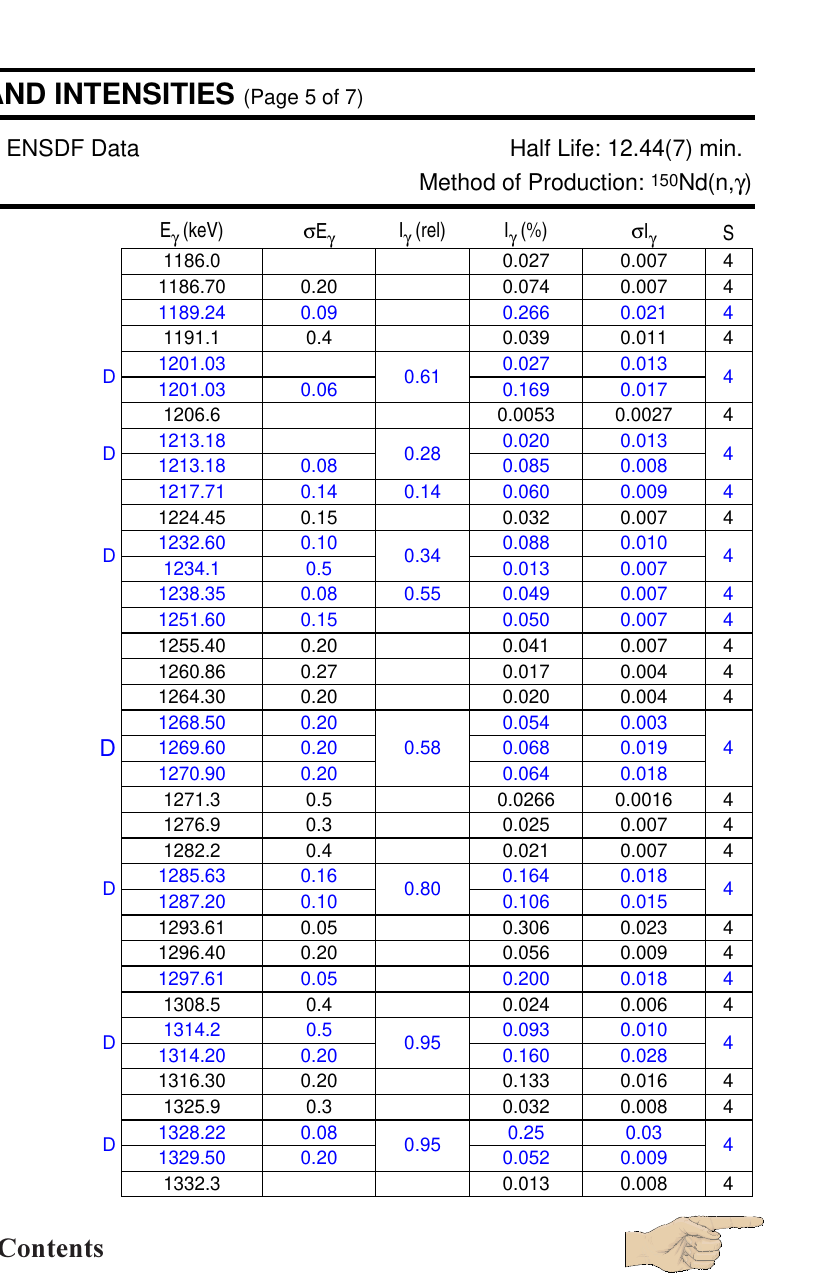 AND INTENSITIES (Page 5 of 7)
ENSDF Data Half Life: 12.44(7) min.
Method of Production: 150Nd(n,γ)
Eγ (keV) σEγ Iγ (rel) Iγ (%) σIγ S
1186.0 0.027 0.007 4
1186.70 0.20 0.074 0.007 4
1189.24 0.09 0.266 0.021 4
1191.1 0.4 0.039 0.011 4
1201.03 0.027 0.013
D 0.61 4
1201.03 0.06 0.169 0.017
1206.6 0.0053 0.0027 4
1213.18 0.020 0.013
D 0.28 4
1213.18 0.08 0.085 0.008
1217.71 0.14 0.14 0.060 0.009 4
1224.45 0.15 0.032 0.007 4
1232.60 0.10 0.088 0.010
D 0.34 4
1234.1 0.5 0.013 0.007
1238.35 0.08 0.55 0.049 0.007 4
1251.60 0.15 0.050 0.007 4
1255.40 0.20 0.041 0.007 4
1260.86 0.27 0.017 0.004 4
1264.30 0.20 0.020 0.004 4
1268.50 0.20 0.054 0.003
D 1269.60 0.20 0.58 0.068 0.019 4
1270.90 0.20 0.064 0.018
1271.3 0.5 0.0266 0.0016 4
1276.9 0.3 0.025 0.007 4
1282.2 0.4 0.021 0.007 4
1285.63 0.16 0.164 0.018
D 0.80 4
1287.20 0.10 0.106 0.015
1293.61 0.05 0.306 0.023 4
1296.40 0.20 0.056 0.009 4
1297.61 0.05 0.200 0.018 4
1308.5 0.4 0.024 0.006 4
1314.2 0.5 0.093 0.010
D 0.95 4
1314.20 0.20 0.160 0.028
1316.30 0.20 0.133 0.016 4
1325.9 0.3 0.032 0.008 4
1328.22 0.08 0.25 0.03
D 0.95 4
1329.50 0.20 0.052 0.009
1332.3 0.013 0.008 4
Contents